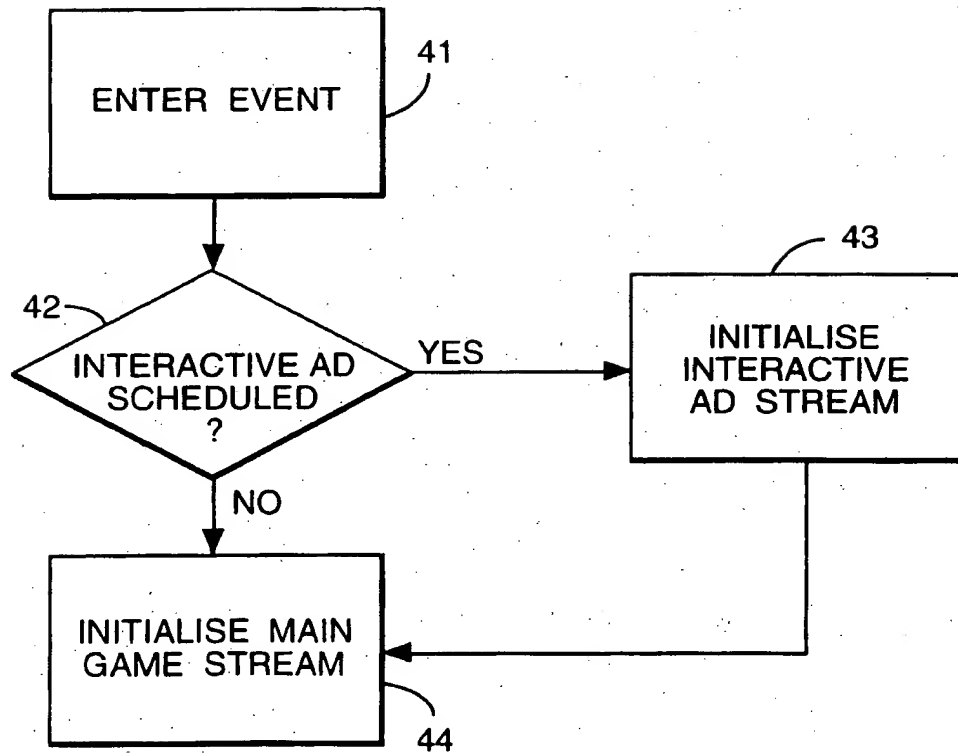 41
ENTER EVENT
42
INTERACTIVE AD
SCHEDULED
?
YES
43
INITIALISE
INTERACTIVE
AD STREAM
NO
INITIALISE MAIN
GAME STREAM
44